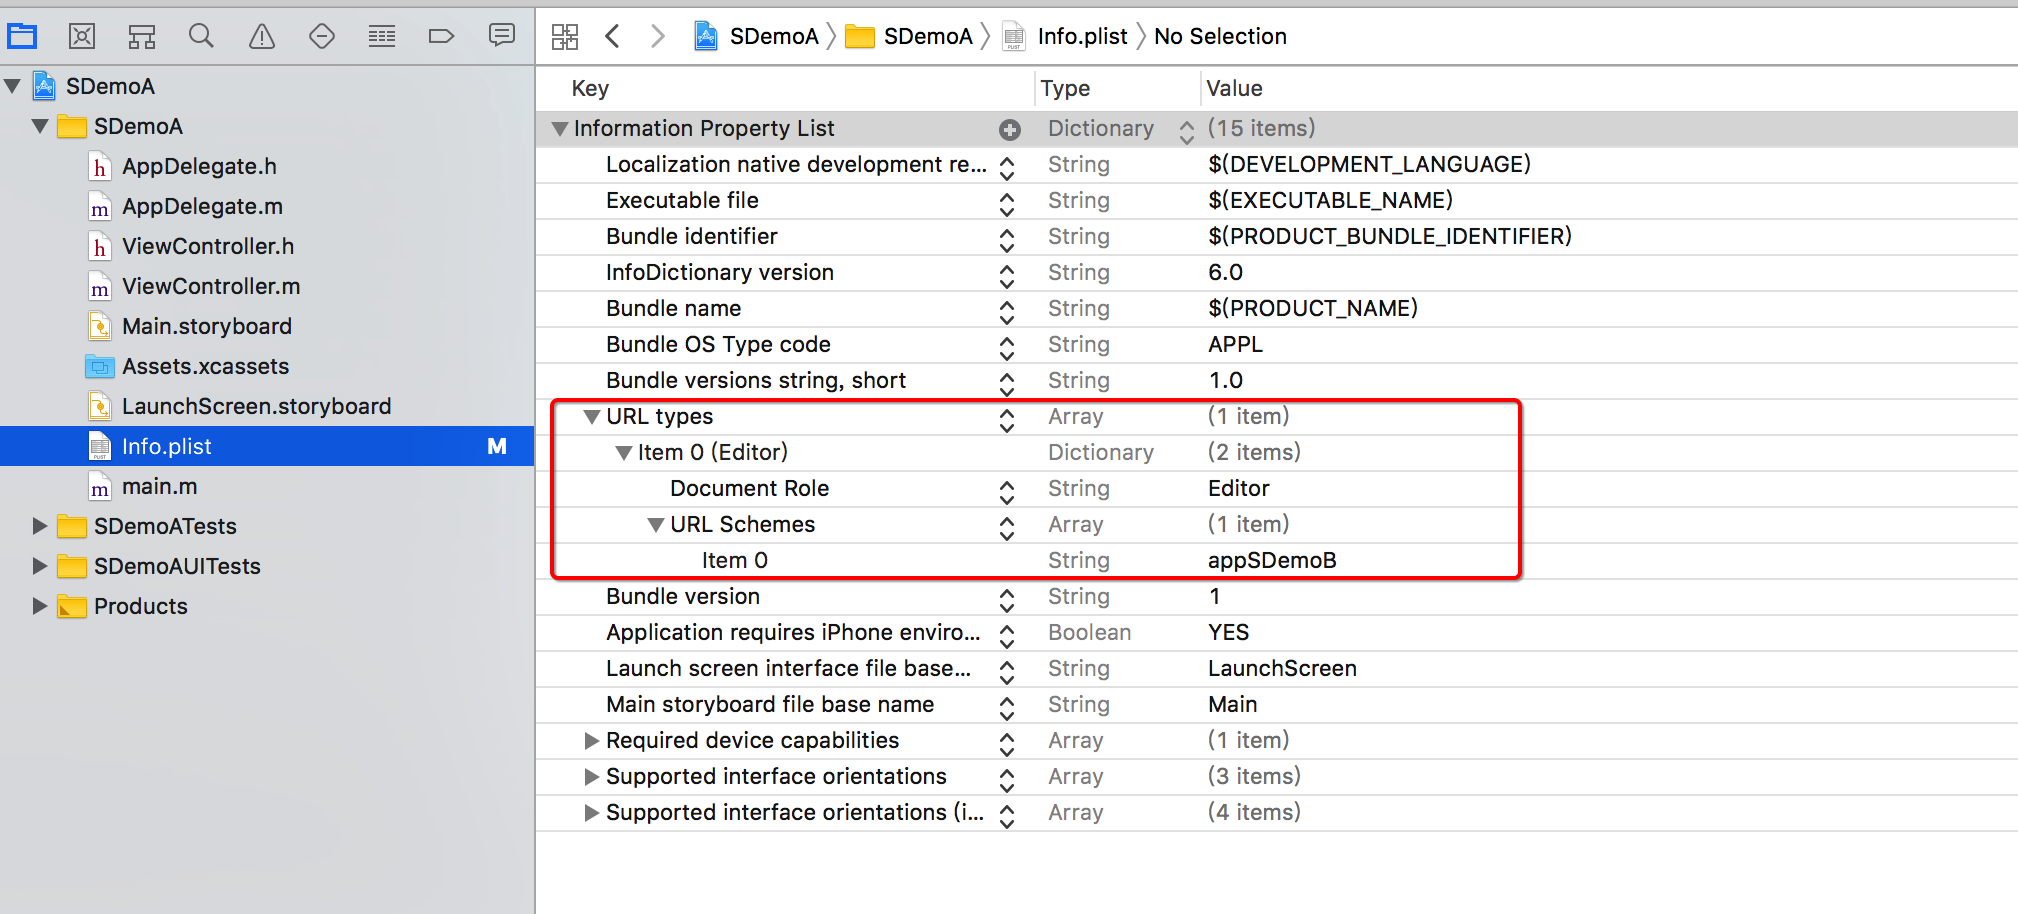 SDemoA SDemoA Info.plist No Selection
SDemoA
SDemoA
AppDelegate.h
AppDelegate.m
ViewController.h
ViewController.m
Main.storyboard
Assets.xcassets
LaunchScreen.storyboard
Info.plist M
main.m
SDemoATests
SDemoAUITests
Products
Key Type Value
Information Property List Dictionary (15 items)
Localization native development re... String $(DEVELOPMENT_LANGUAGE)
Executable file String $(EXECUTABLE_NAME)
Bundle identifier String $(PRODUCT_BUNDLE_IDENTIFIER)
InfoDictionary version String 6.0
Bundle name String $(PRODUCT_NAME)
Bundle OS Type code String APPL
Bundle versions string, short String 1.0
URL types Array (1 item)
Item 0 (Editor) Dictionary (2 items)
Document Role String Editor
URL Schemes Array (1 item)
Item 0 String appSDemoB
Bundle version String 1
Application requires iPhone enviro... Boolean YES
Launch screen interface file base... String LaunchScreen
Main storyboard file base name String Main
Required device capabilities Array (1 item)
Supported interface orientations Array (3 items)
Supported interface orientations (i... Array (4 items)